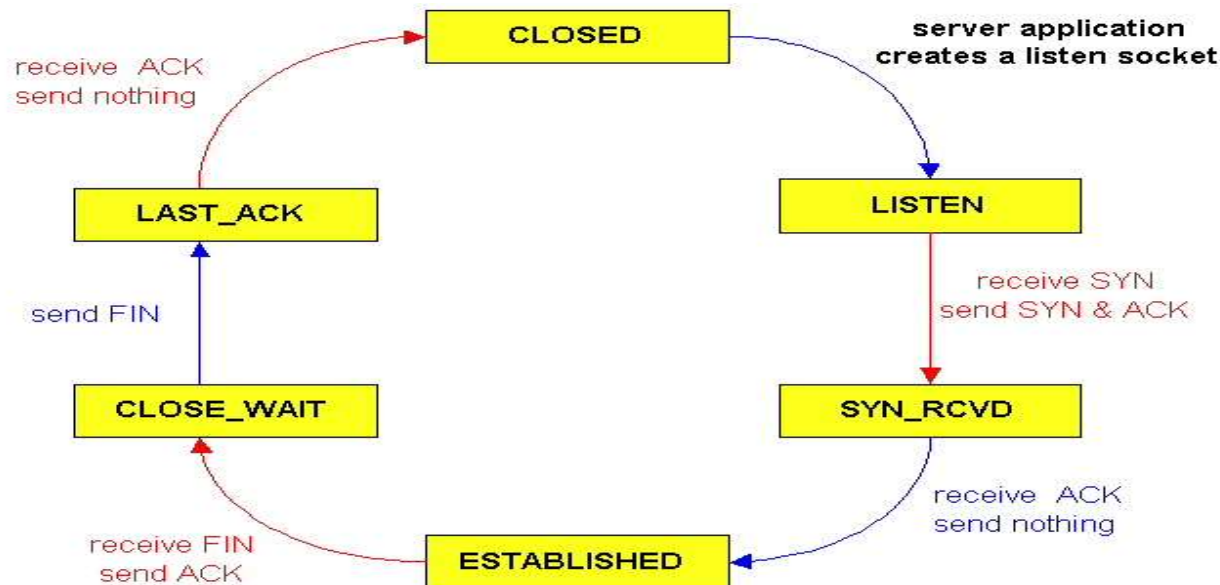 CLOSED
server application
creates a listen socket
receive ACK
send nothing
LAST_ACK
LISTEN
receive SYN
send SYN & ACK
send FIN
CLOSE_WAIT
SYN_RCVD
receive ACK
send nothing
receive FIN
send ACK
ESTABLISHED